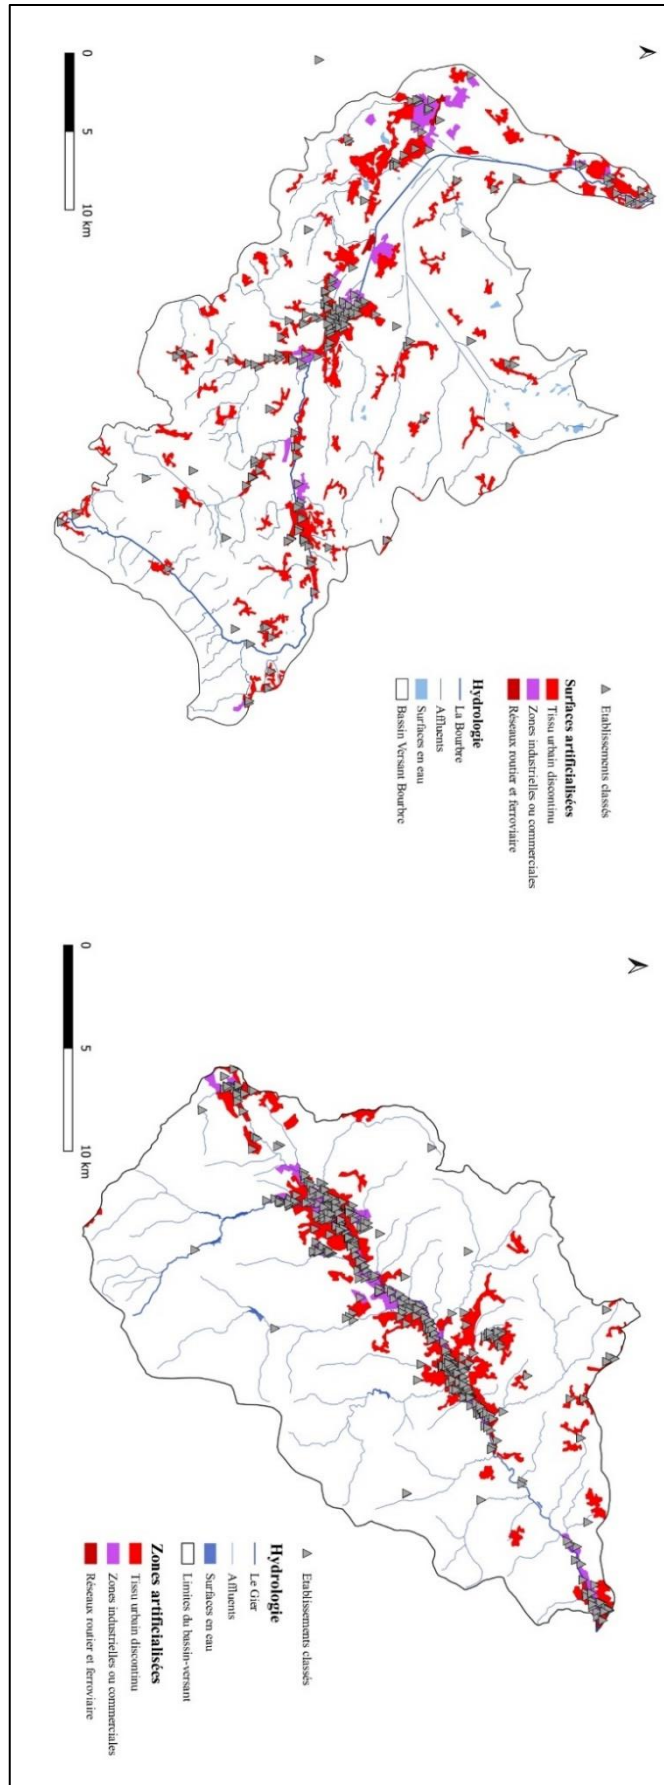 0 5 10 km
Etablissements classés
Surfaces artificialisées
Tissu urbain discontinu
Zones industrielles ou commerciales
Réseaux routier et ferroviaire
Hydrologie
La Bourbre
Affluents
Surfaces en eau
Bassin Versant Bourbre
0 5 10 km
Etablissements classés
Hydrologie
Le Gier
Affluents
Surfaces en eau
Limites du bassin-versant
Zones artificialisées
Tissu urbain discontinu
Zones industrielles ou commerciales
Réseaux routier et ferroviaire